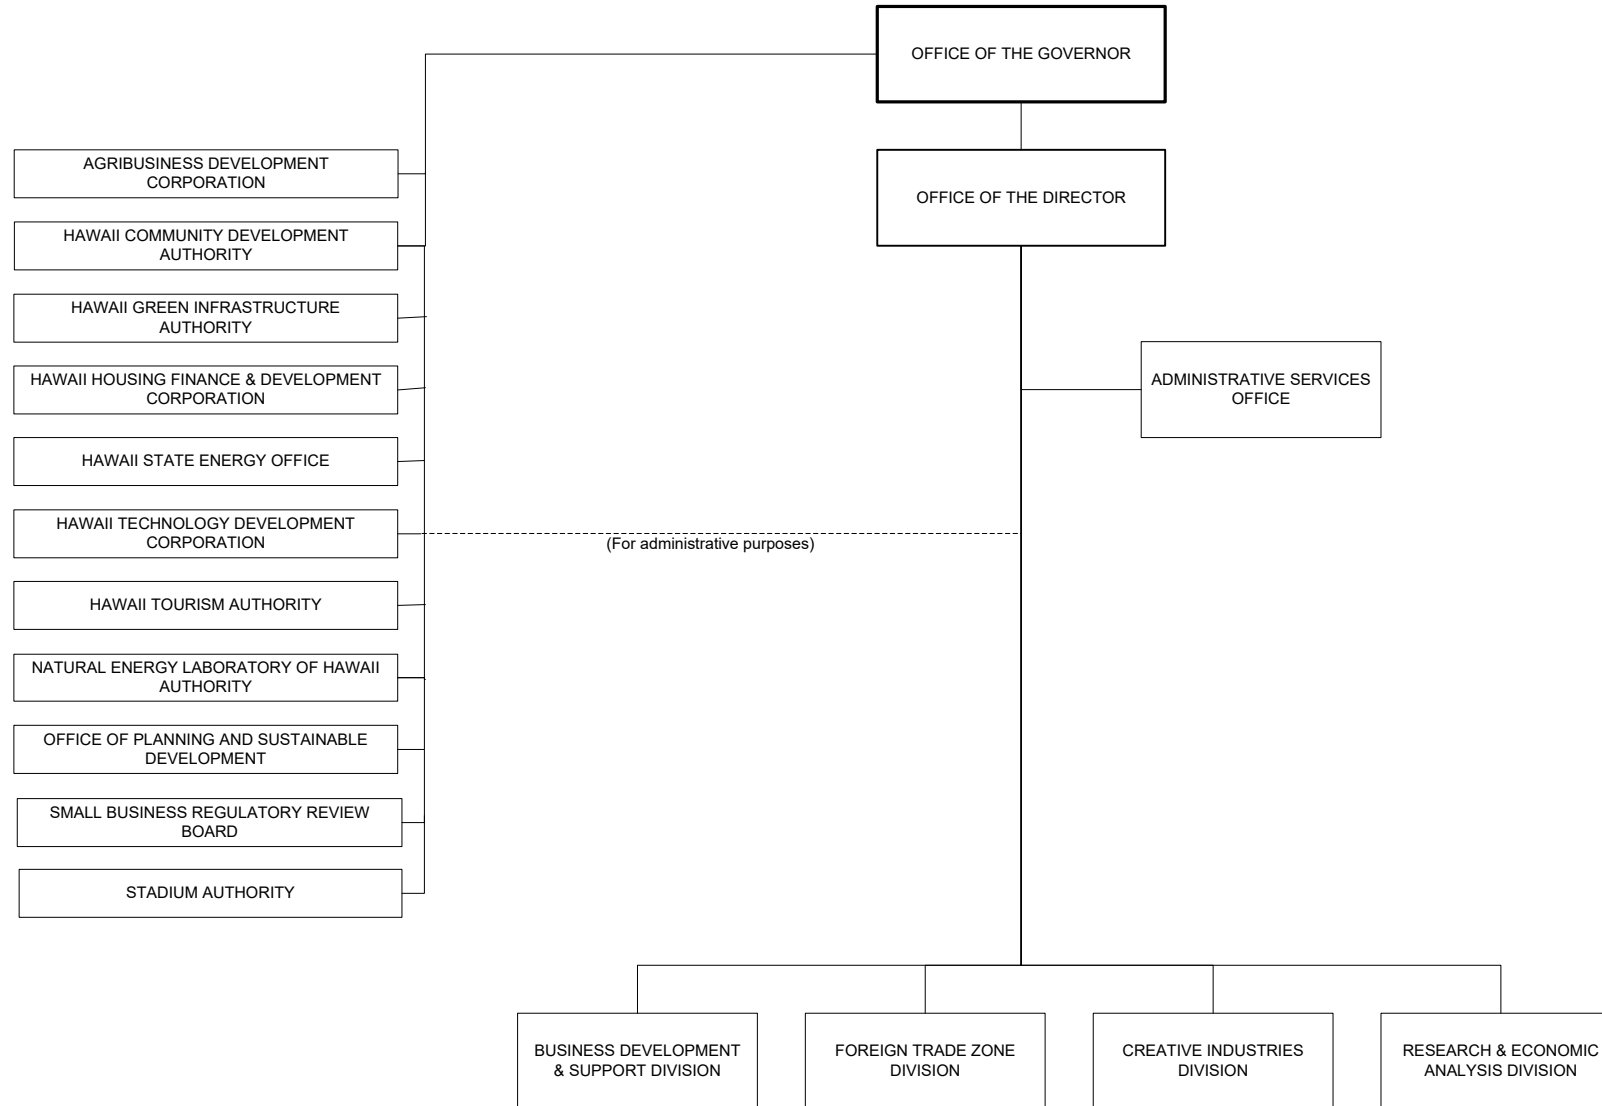 OFFICE OF THE GOVERNOR
OFFICE OF THE DIRECTOR
AGRIBUSINESS DEVELOPMENT
CORPORATION
HAWAII COMMUNITY DEVELOPMENT
AUTHORITY
HAWAII GREEN INFRASTRUCTURE
AUTHORITY
HAWAII HOUSING FINANCE & DEVELOPMENT
CORPORATION
HAWAII STATE ENERGY OFFICE
HAWAII TECHNOLOGY DEVELOPMENT
CORPORATION
HAWAII TOURISM AUTHORITY
NATURAL ENERGY LABORATORY OF HAWAII
AUTHORITY
OFFICE OF PLANNING AND SUSTAINABLE
DEVELOPMENT
SMALL BUSINESS REGULATORY REVIEW
BOARD
STADIUM AUTHORITY
(For administrative purposes)
ADMINISTRATIVE SERVICES
OFFICE
BUSINESS DEVELOPMENT
& SUPPORT DIVISION
FOREIGN TRADE ZONE
DIVISION
CREATIVE INDUSTRIES
DIVISION
RESEARCH & ECONOMIC
ANALYSIS DIVISION